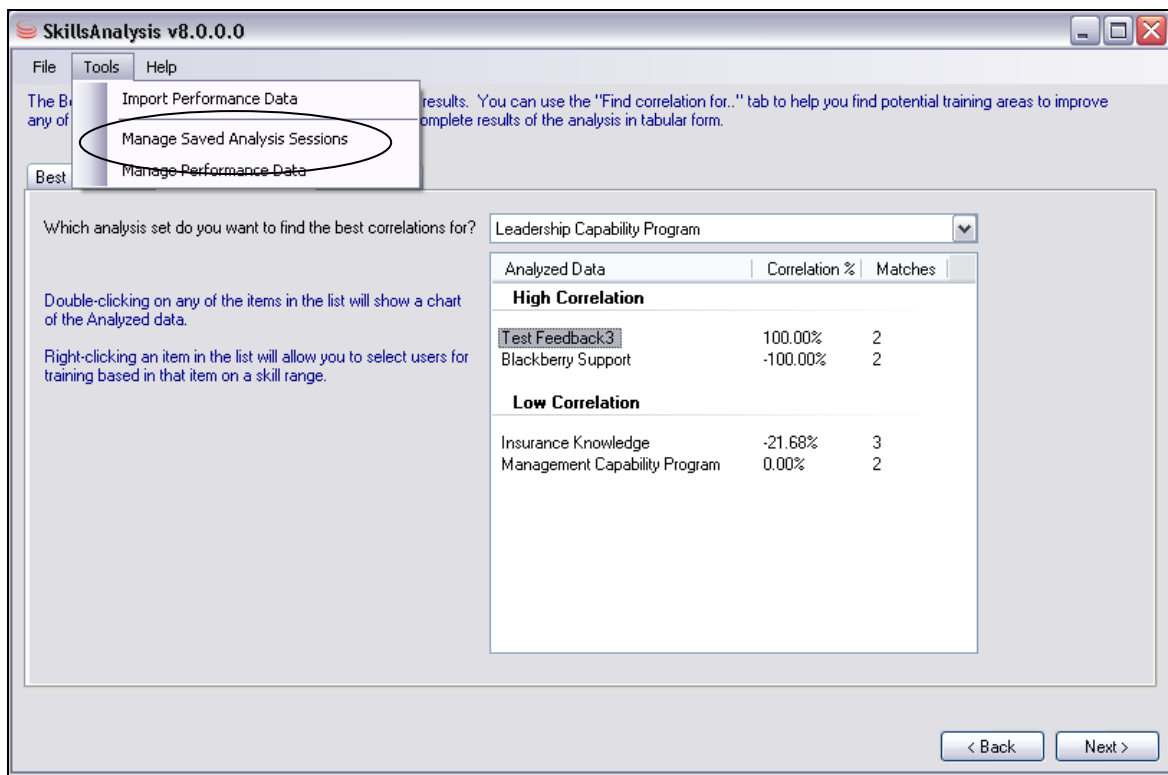 SkillsAnalysis v8.0.0.0
File Tools Help
Import Performance Data
Manage Saved Analysis Sessions
Manage Performance Data
The B results. You can use the "Find correlation for.." tab to help you find potential training areas to improve
any of omplete results of the analysis in tabular form.
Best
Which analysis set do you want to find the best correlations for? Leadership Capability Program
Double-clicking on any of the items in the list will show a chart
of the Analyzed data.
Right-clicking an item in the list will allow you to select users for
training based in that item on a skill range.
Analyzed Data Correlation % Matches
High Correlation
Test Feedback3 100.00% 2
Blackberry Support -100.00% 2
Low Correlation
Insurance Knowledge -21.68% 3
Management Capability Program 0.00% 2
< Back Next >